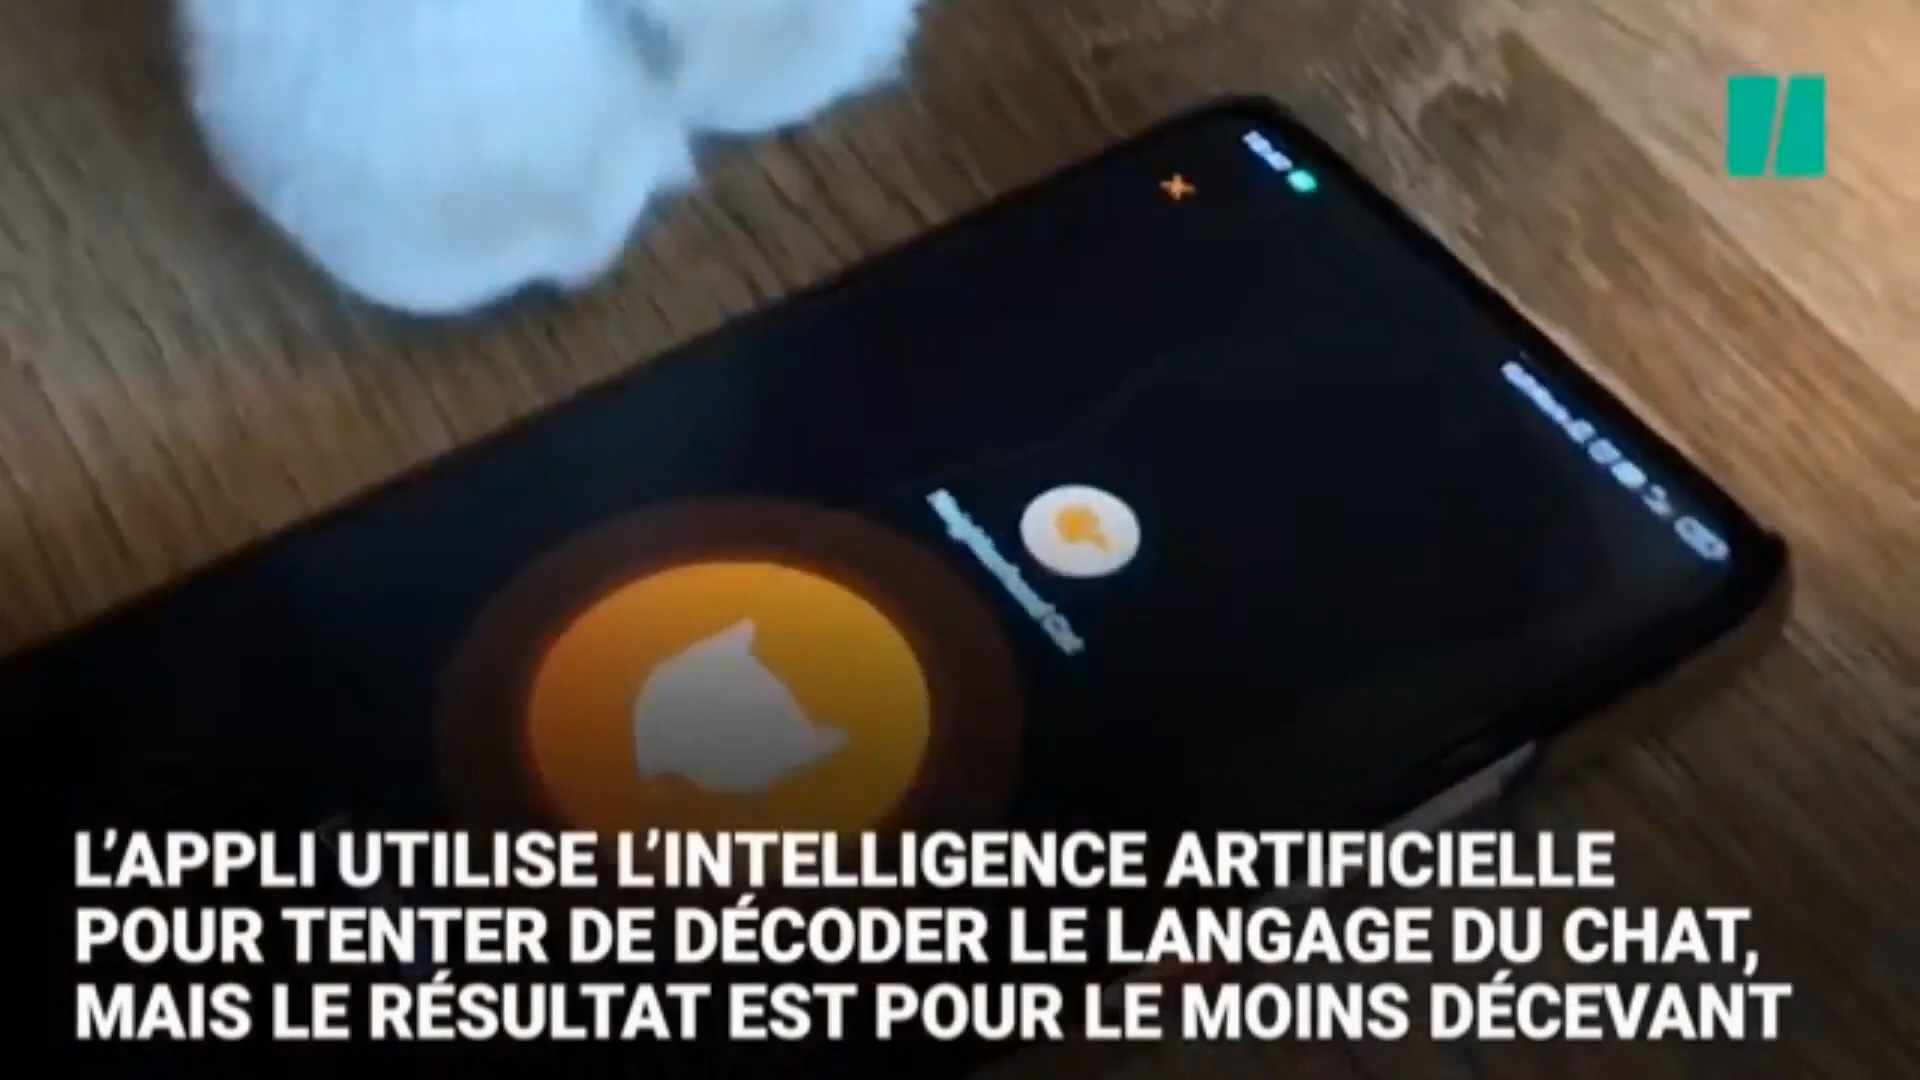 L’APPLI UTILISE L’INTELLIGENCE ARTIFICIELLE
POUR TENTER DE DÉCODER LE LANGAGE DU CHAT,
MAIS LE RÉSULTAT EST POUR LE MOINS DÉCEVANT